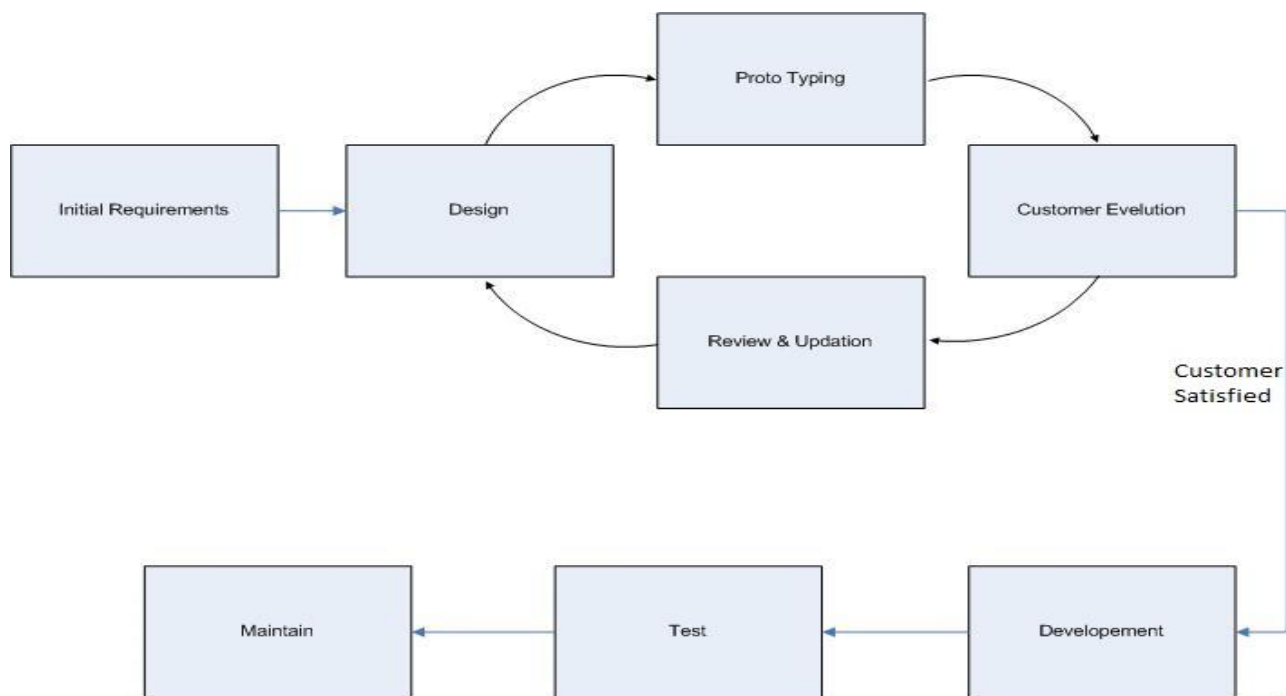 Proto Typing
Initial Requirements
Design
Customer Evelution
Review & Updation
Customer
Satisfied
Maintain
Test
Developement